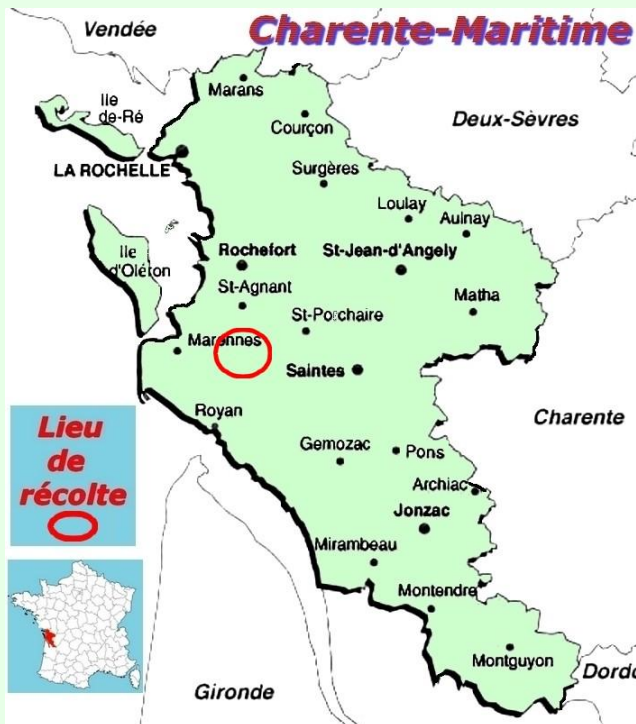 Charente-Maritime
Vendée
Marans
Ile
de-Ré
Courçon
Deux-Sèvres
LA ROCHELLE
Surgères
Loulay
Aulnay
Ile
d'Oléron
Rochefort
St-Jean-d'Angely
St-Agnant
Matha
St-Porchaire
Marennes
Saintes
Royan
Charente
Lieu
de
récolte
Gemozac
Pons
Archiac
Jonzac
Mirambeau
Montendre
Montguyon
Dordo
Gironde